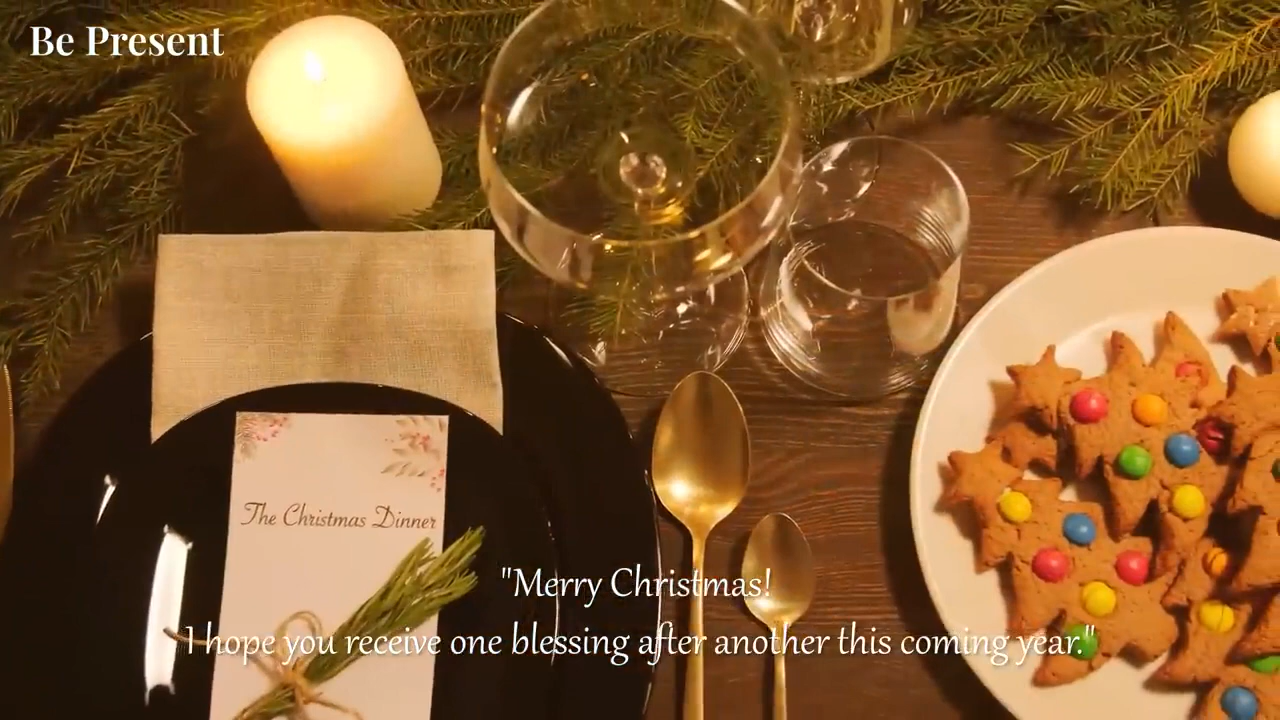 Be Present
The Christmas Dinner
"Merry Christmas!
I hope you receive one blessing after another this coming year."